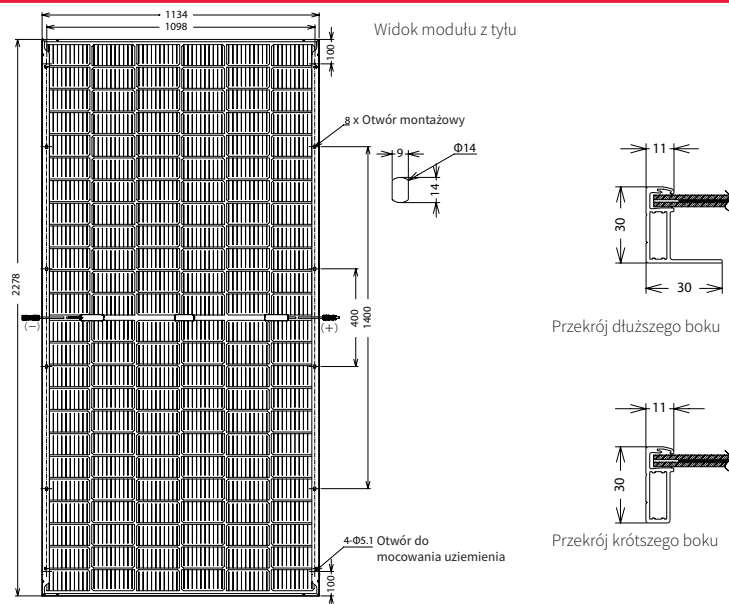 1134
1098
Widok modułu z tyłu
100
8 x Otwór montażowy
9
Φ14
14
11
30
30
2278
400
1400
(−)
(+)
Przekrój dłuższego boku
11
30
4-Φ5.1 Otwór do
mocowania uziemienia
Przekrój krótszego boku
100